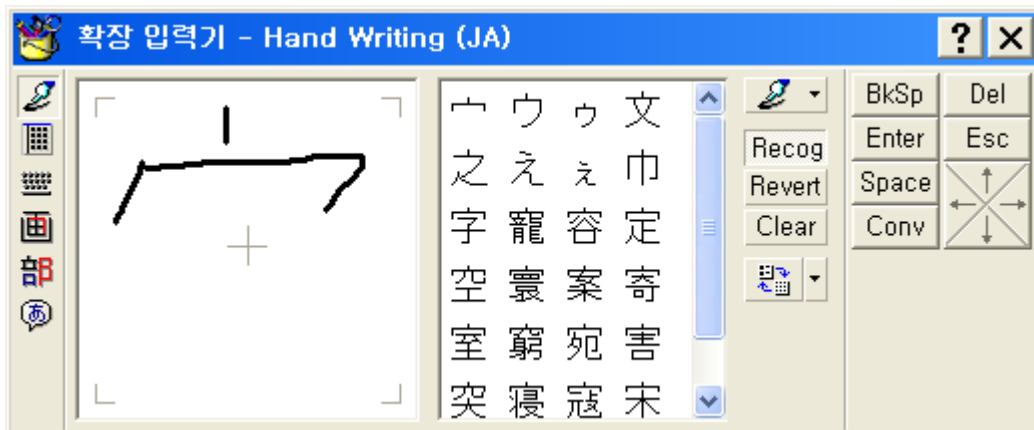 확장 입력기 - Hand Writing (JA)
宀 ウ ゥ 文
之 え ぇ 巾
字 寵 容 定
空 寰 案 寄
室 窮 宛 害
突 寝 寇 宋
画
部
あ
Recog
Revert
Clear
BkSp Del
Enter Esc
Space
Conv